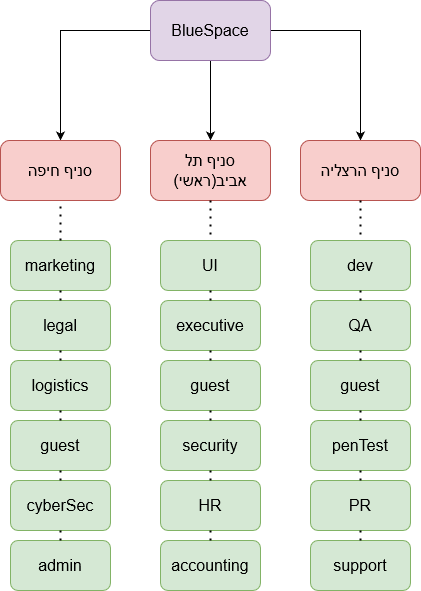 BlueSpace
סניף חיפה
סניף תל
אביב(ראשי)
סניף הרצליה
marketing
UI
dev
legal
executive
QA
logistics
guest
guest
guest
security
penTest
cyberSec
HR
PR
admin
accounting
support